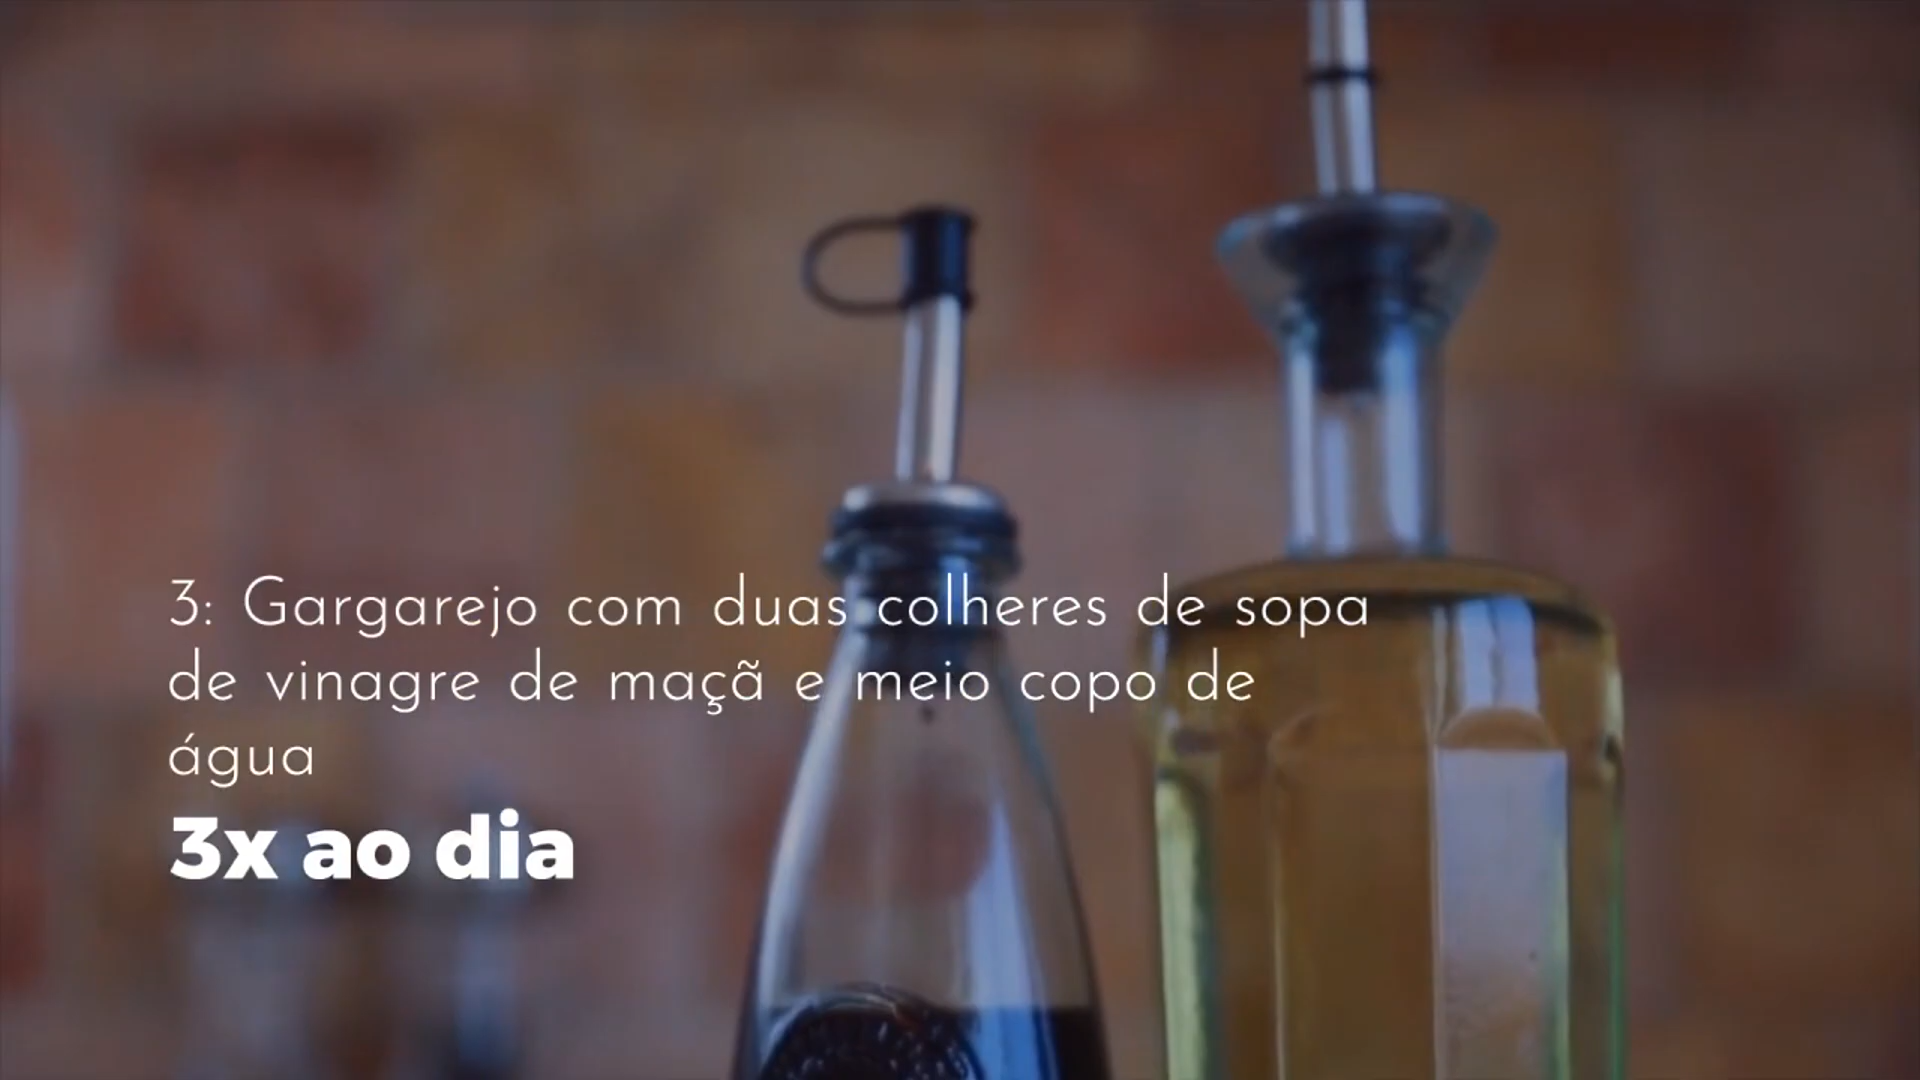 3: Gargarejo com duas colheres de sopa
de vinagre de maçã e meio copo de
água
3x ao dia